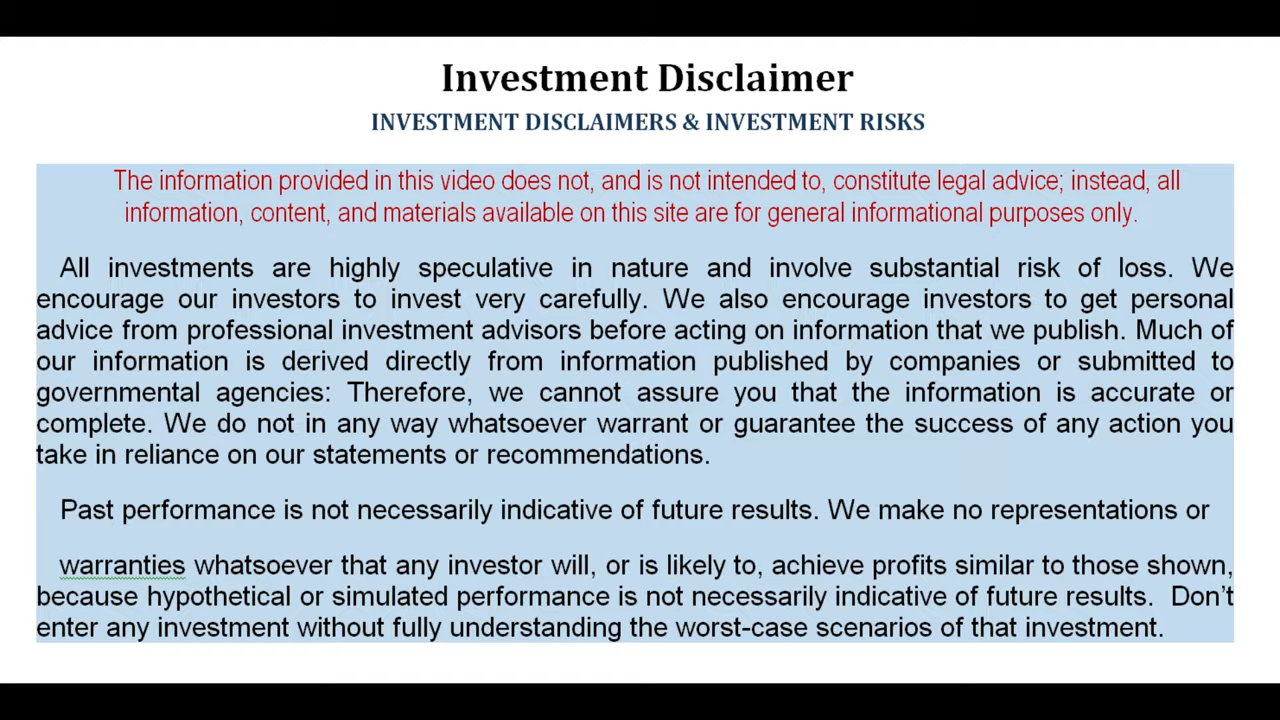 Investment Disclaimer
INVESTMENT DISCLAIMERS & INVESTMENT RISKS
The information provided in this video does not, and is not intended to, constitute legal advice; instead, all
information, content, and materials available on this site are for general informational purposes only.
All investments are highly speculative in nature and involve substantial risk of loss. We
encourage our investors to invest very carefully. We also encourage investors to get personal
advice from professional investment advisors before acting on information that we publish. Much of
our information is derived directly from information published by companies or submitted to
governmental agencies: Therefore, we cannot assure you that the information is accurate or
complete. We do not in any way whatsoever warrant or guarantee the success of any action you
take in reliance on our statements or recommendations.
Past performance is not necessarily indicative of future results. We make no representations or
warranties whatsoever that any investor will, or is likely to, achieve profits similar to those shown,
because hypothetical or simulated performance is not necessarily indicative of future results.  Don’t
enter any investment without fully understanding the worst-case scenarios of that investment.